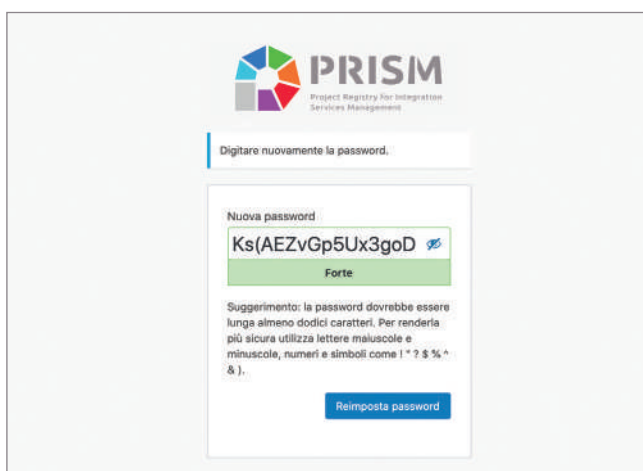 PRISM
Project Registry For Integration
Services Management
Digitare nuovamente la password.
Nuova password
Ks(AEZvGp5Ux3goD
Forte
Suggerimento: la password dovrebbe essere
lunga almeno dodici caratteri. Per renderla
più sicura utilizza lettere maiuscole e
minuscole, numeri e simboli come ! " ? $ % ^
& ).
Reimposta password